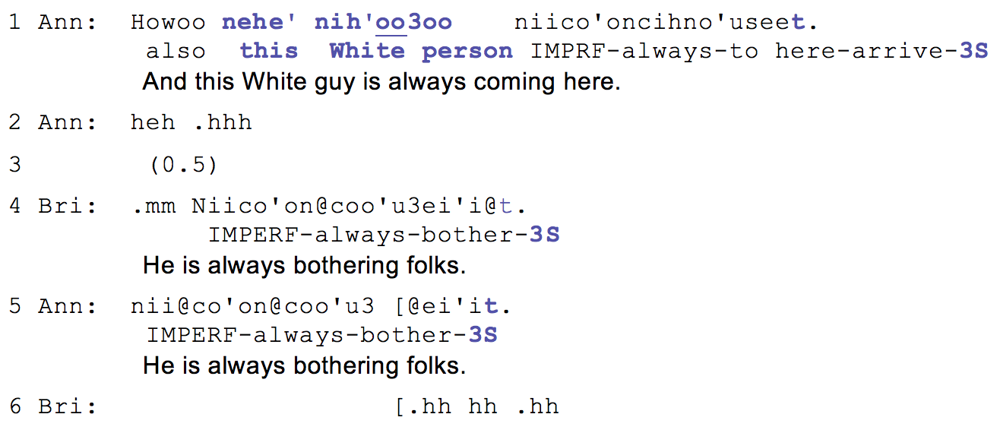 1 Ann: Howoo nehe' nih'oo3oo niico'oncihno'useet.
also this White person IMPRF-always-to here-arrive-3S
And this White guy is always coming here.
2 Ann: heh .hhh
3 (0.5)
4 Bri: .mm Niico'on@coo'u3ei'i@t.
IMPERF-always-bother-3S
He is always bothering folks.
5 Ann: nii@co'on@coo'u3 [@ei'it.
IMPERF-always-bother-3S
He is always bothering folks.
6 Bri: [.hh hh .hh